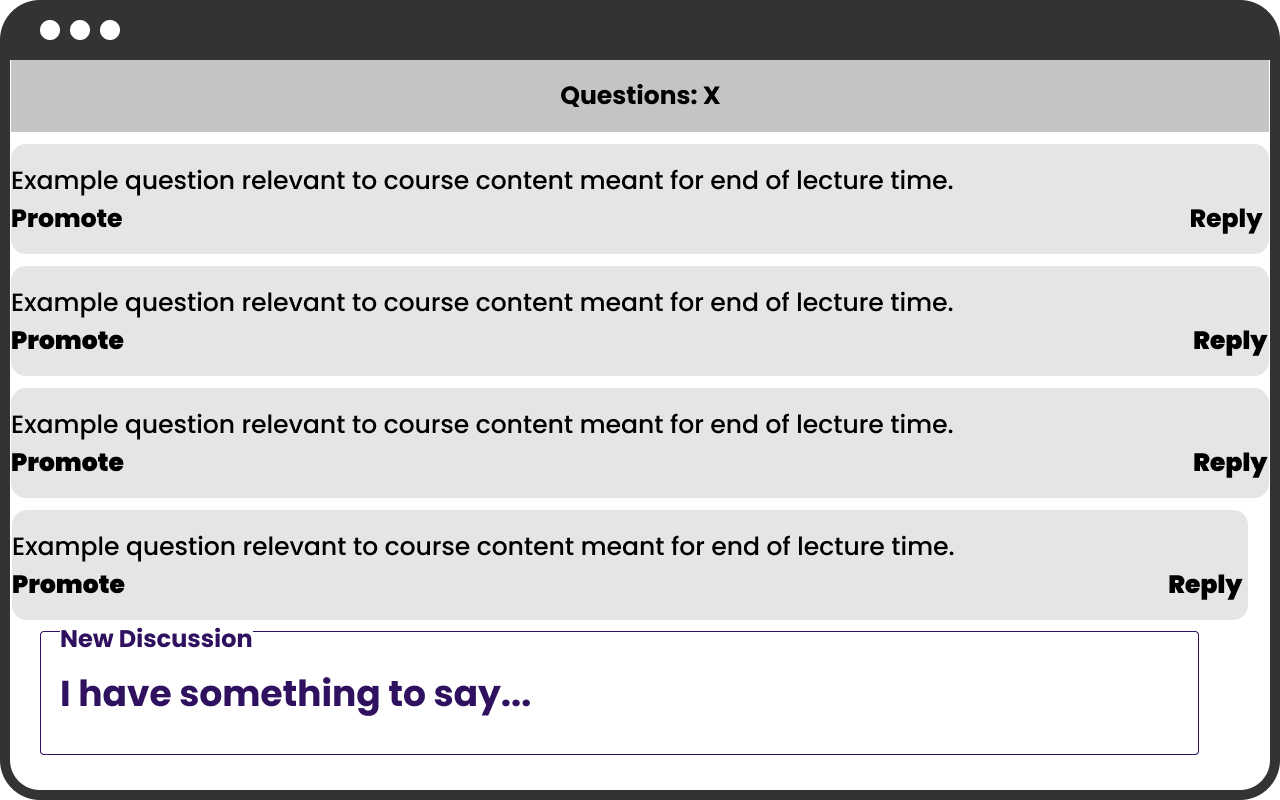 Questions: X
Example question relevant to course content meant for end of lecture time.
Promote Reply
Example question relevant to course content meant for end of lecture time.
Promote Reply
Example question relevant to course content meant for end of lecture time.
Promote Reply
Example question relevant to course content meant for end of lecture time.
Promote Reply
New Discussion
I have something to say...